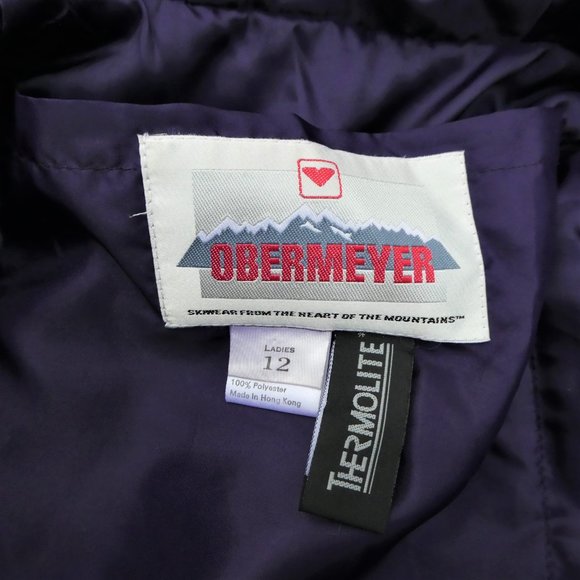 OBERMEYER
SKIWEAR FROM THE HEART OF THE MOUNTAINS™
LADIES
12
100% Polyester
Made in Hong Kong
THERMOLITE